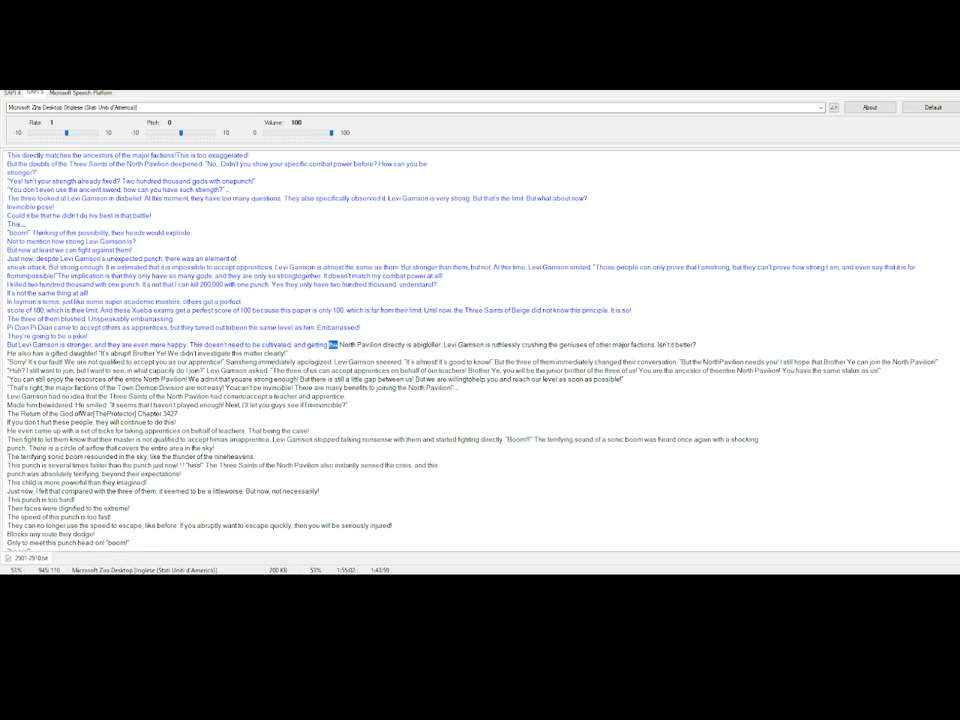 SAPI 4 SAPI 5 Microsoft Speech Platform
Microsoft Zira Desktop [Inglese (Stati Uniti d'America)]
About Default
Rate: 1 Pitch: 0 Volume: 100
-10 10 -10 10 0 100
This directly matches the ancestors of the major factions!This is too exaggerated!
But the doubts of the Three Saints of the North Pavilion deepened. "No.. Didn't you show your specific combat power before? How can you be
stronger?"
"Yes! Isn't your strength already fixed? Two hundred thousand gods with onepunch!"
"You don't even use the ancient sword, how can you have such strength?"...
The three looked at Levi Garrison in disbelief. At this moment, they have too many questions. They also specifically observed it. Levi Garrison is very strong. But that's the limit. But what about now?
Invincible pose!
Could it be that he didn't do his best in that battle!
This....
"boom!" Thinking of this possibility, their heads would explode.
Not to mention how strong Levi Garrison is?
But now at least we can fight against them!
Just now, despite Levi Garrison's unexpected punch, there was an element of
sneak attack. But strong enough. It is estimated that it is impossible to accept apprentices. Levi Garrison is almost the same as them. But stronger than them, but not. At this time, Levi Garrison smiled: "Those people can only prove that I amstrong, but they can't prove how strong I am, and even say that it is far
fromimpossible!"The implication is that they only have so many gods, and they are only so strongtogether. It doesn't match my combat power at all!
I killed two hundred thousand with one punch. It's not that I can kill 200,000 with one punch. Yes they only have two hundred thousand. understand?
It's not the same thing at all!
In layman's terms, just like some super academic masters, others get a perfect
score of 100, which is their limit. And these Xueba exams get a perfect score of 100 because this paper is only 100, which is far from their limit. Until now, the Three Saints of Beige did not know this principle. It is so!
The three of them blushed. Unspeakably embarrassing.
Pi Dian Pi Dian came to accept others as apprentices, but they turned out tobeon the same level as him. Embarrassed!
They're going to be a joke!
But Levi Garrison is stronger, and they are even more happy. This doesn't need to be cultivated, and getting the North Pavilion directly is abigkiller. Levi Garrison is ruthlessly crushing the geniuses of other major factions. Isn't it better?
He also has a gifted daughter! "It's abrupt! Brother Ye! We didn't investigate this matter clearly!"
"Sorry! It's our fault! We are not qualified to accept you as our apprentice!" Sansheng immediately apologized. Levi Garrison sneered: "It's almost! It's good to know!" But the three of them immediately changed their conversation: "But the NorthPavilion needs you! I still hope that Brother Ye can join the North Pavilion!"
"Huh? I still want to join, but I want to see, in what capacity do I join?" Levi Garrison asked. "The three of us can accept apprentices on behalf of our teachers! Brother Ye, you will be the junior brother of the three of us! You are the ancestor of theentire North Pavilion! You have the same status as us!"
"You can still enjoy the resources of the entire North Pavilion! We admit that youare strong enough! But there is still a little gap between us! But we are willingtohelp you and reach our level as soon as possible!"
"That's right, the major factions of the Town Demon Division are not easy! Youcan't be invincible! There are many benefits to joining the North Pavilion!"...
Levi Garrison had no idea that the Three Saints of the North Pavilion had cometoaccept a teacher and apprentice.
Made him bewildered. He smiled: "It seems that I haven't played enough! Next, I'll let you guys see if I'minvincible?"
The Return of the God ofWar[TheProtector] Chapter 3427
If you don't hurt these people, they will continue to do this!
He even came up with a set of tricks for taking apprentices on behalf of teachers. That being the case!
Then fight to let them know that their master is not qualified to accept himas anapprentice. Levi Garrison stopped talking nonsense with them and started fighting directly. "Boom!!!" The terrifying sound of a sonic boom was heard once again with a shocking
punch. There is a circle of airflow that covers the entire area in the sky!
The terrifying sonic boom resounded in the sky, like the thunder of the nineheavens.
This punch is several times faster than the punch just now! ! ! "hiss!" The Three Saints of the North Pavilion also instantly sensed the crisis, and this
punch was absolutely terrifying, beyond their expectations!
This child is more powerful than they imagined!
Just now, I felt that compared with the three of them, it seemed to be a littleworse. But now, not necessarily!
This punch is too hard!
Their faces were dignified to the extreme!
The speed of this punch is too fast!
They can no longer use the speed to escape, like before. If you abruptly want to escape quickly, then you will be seriously injured!
Blocks any route they dodge!
Only to meet this punch head-on! "boom!"
2901-2910.txt
53% 945; 110 Microsoft Zira Desktop [Inglese (Stati Uniti d'America)] 200 KB 53% 1:55:02 1:43:59